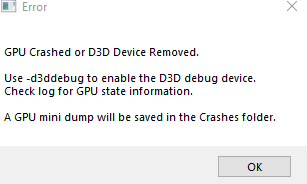 Error
GPU Crashed or D3D Device Removed.
Use -d3ddebug to enable the D3D debug device.
Check log for GPU state information.
A GPU mini dump will be saved in the Crashes folder.
OK